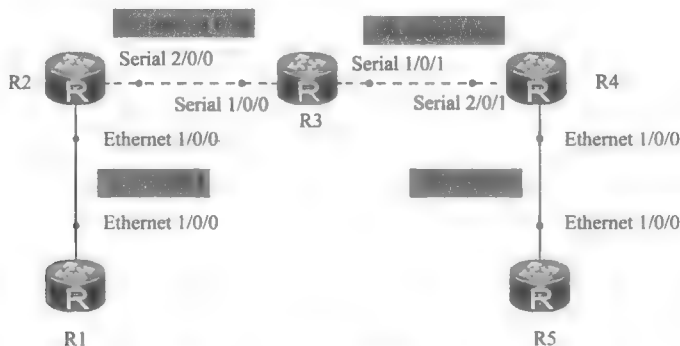 Serial 2/0/0
Serial 1/0/1
R2
R
R
R
R4
Serial 1/0/0
R3
Serial 2/0/1
Ethernet 1/0/0
Ethernet 1/0/0
Ethernet 1/0/0
Ethernet 1/0/0
R
R
R1
R5